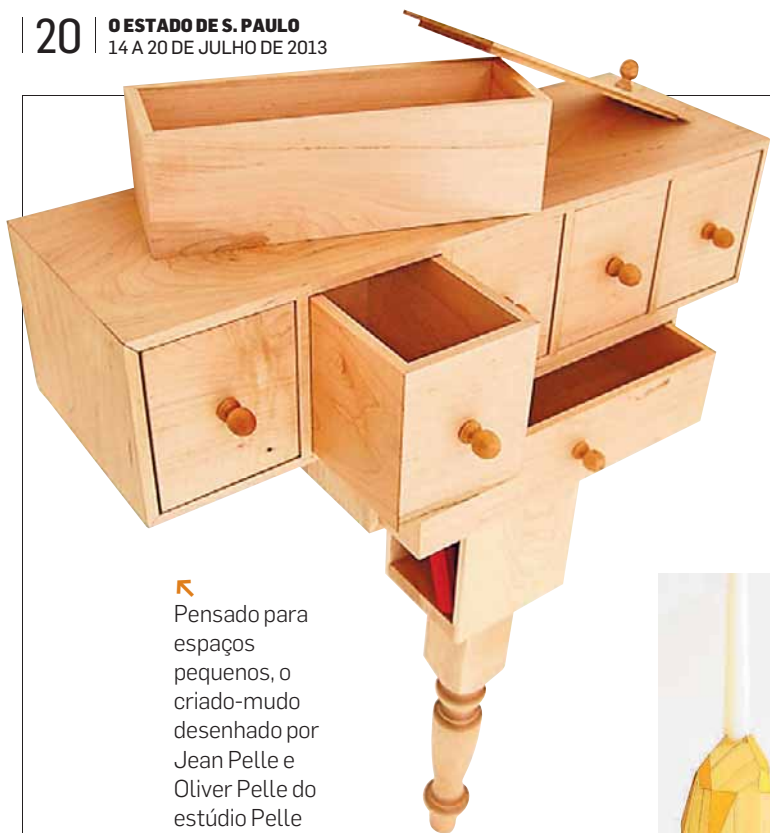 20
O ESTADO DE S. PAULO
14 A 20 DE JULHO DE 2013
Pensado para
espaços
pequenos, o
criado-mudo
desenhado por
Jean Pelle e
Oliver Pelle do
estúdio Pelle